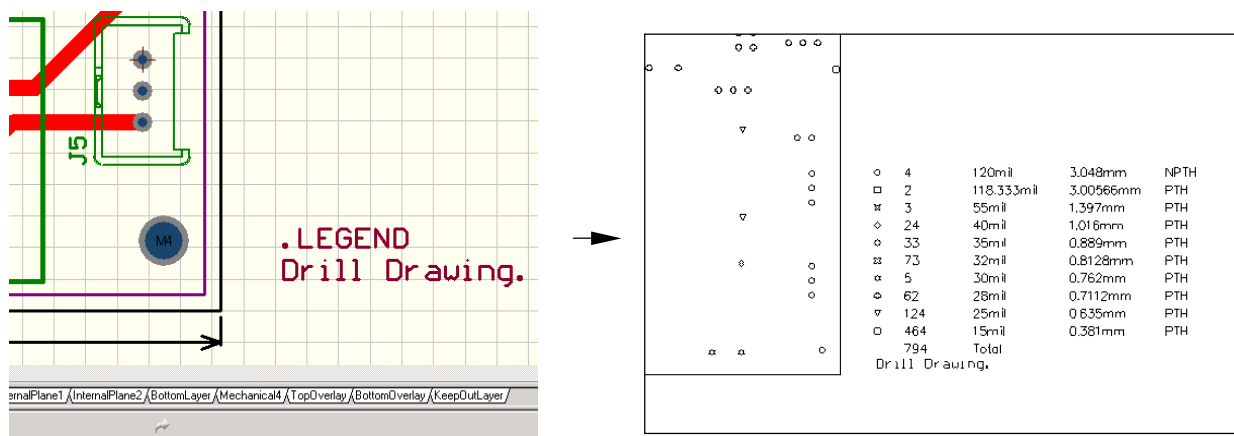 J5
M4
.LEGEND
Drill Drawing.
ernalPlane1 InternalPlane2 BottomLayer Mechanical4 TopOverlay BottomOverlay KeepOutLayer
4 120mil 3.048mm NPTH
2 118.333mil 3.00566mm PTH
3 55mil 1.397mm PTH
24 40mil 1.016mm PTH
33 35mil 0.889mm PTH
73 32mil 0.8128mm PTH
5 30mil 0.762mm PTH
62 28mil 0.7112mm PTH
124 25mil 0.635mm PTH
464 15mil 0.381mm PTH
794 Total
Drill Drawing.